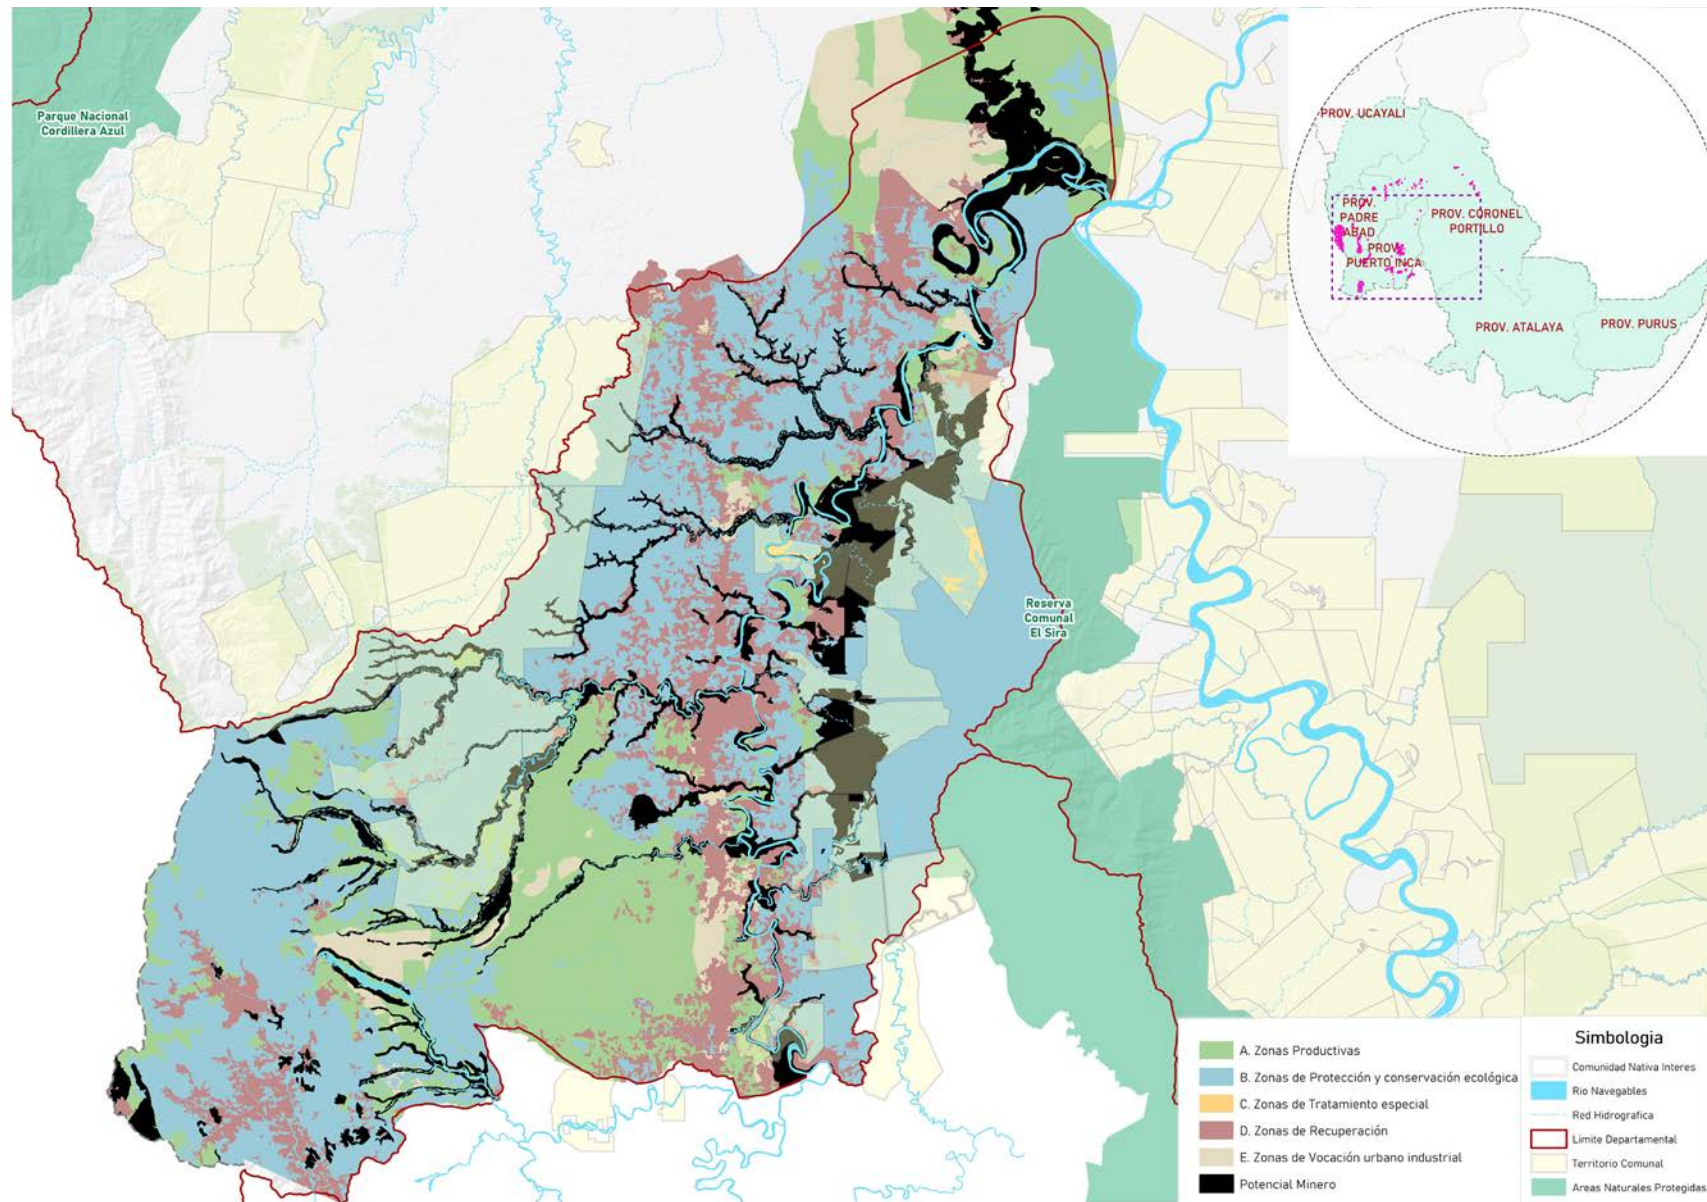 Parque Nacional
Cordillera Azul
PROV. UCAYALI
PROV.
PADRE
ABAD
PROV. CORONEL
PORTILLO
PROV.
PUERTO INCA
PROV. ATALAYA
PROV. PURUS
Reserva
Comunal
El Sira
A. Zonas Productivas
B. Zonas de Protección y conservación ecológica
C. Zonas de Tratamiento especial
D. Zonas de Recuperación
E. Zonas de Vocación urbano industrial
Potencial Minero
Simbologia
Comunidad Nativa Interes
Rio Navegables
Red Hidrografica
Limite Departamental
Territorio Comunal
Areas Naturales Protegidas